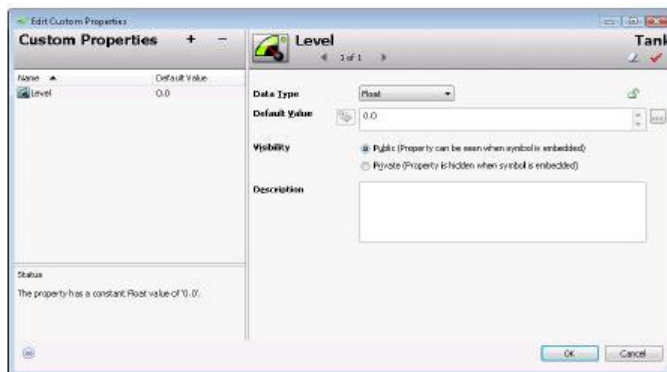 Edit Custom Properties
Custom Properties + −
Level
Tank
1 of 1
Name Default Value
Level 0.0
Data Type Float
Default Value 0.0
Visibility
Public (Property can be seen when symbol is embedded)
Private (Property is hidden when symbol is embedded)
Description
Status
The property has a constant Float value of '0.0'.
OK Cancel